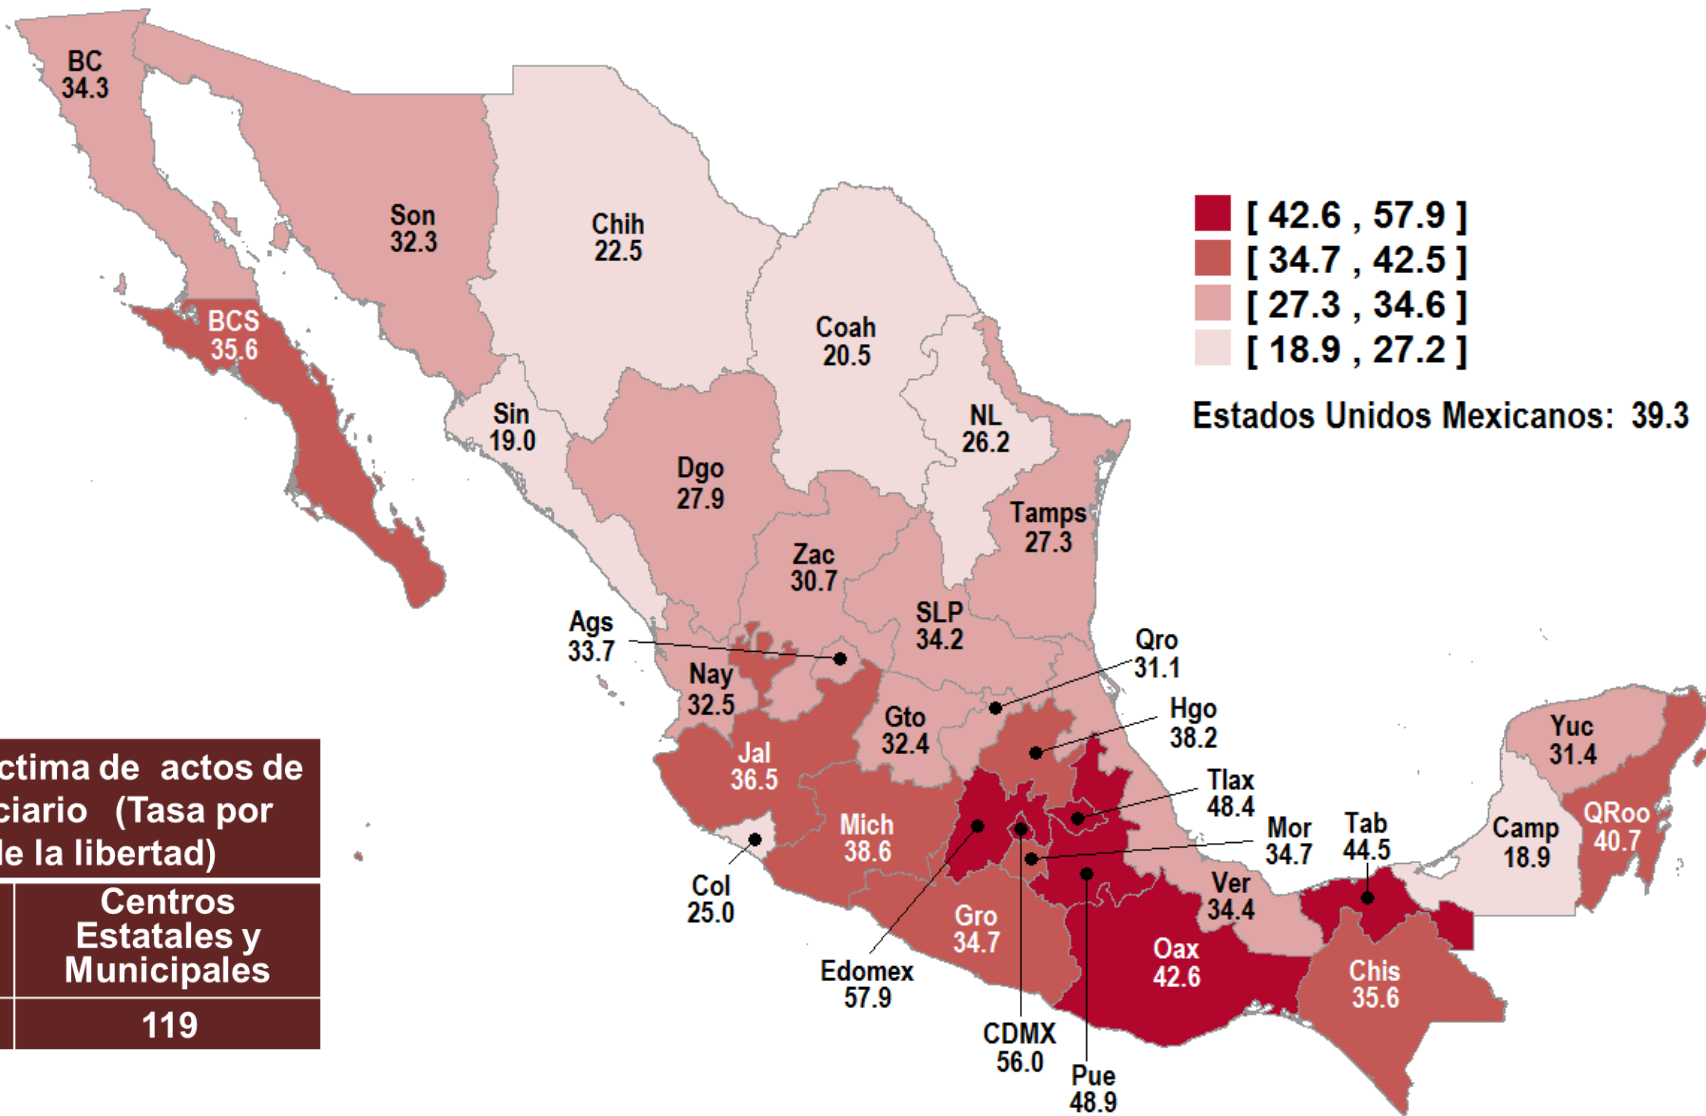 BC
34.3
Son
32.3
Chih
22.5
Coah
20.5
BCS
35.6
Sin
19.0
NL
26.2
Dgo
27.9
Tamps
27.3
Zac
30.7
SLP
34.2
Ags
33.7
Nay
32.5
Qro
31.1
Gto
32.4
Hgo
38.2
Jal
36.5
Tlax
48.4
Mich
38.6
Mor
34.7
Tab
44.5
Col
25.0
Gro
34.7
Ver
34.4
Edomex
57.9
Oax
42.6
CDMX
56.0
Pue
48.9
Chis
35.6
Yuc
31.4
Camp
18.9
QRoo
40.7
[ 42.6 , 57.9 ]
[ 34.7 , 42.5 ]
[ 27.3 , 34.6 ]
[ 18.9 , 27.2 ]
Estados Unidos Mexicanos: 39.3
ctima de actos de
ciario (Tasa por
de la libertad)
Centros
Estatales y
Municipales
119